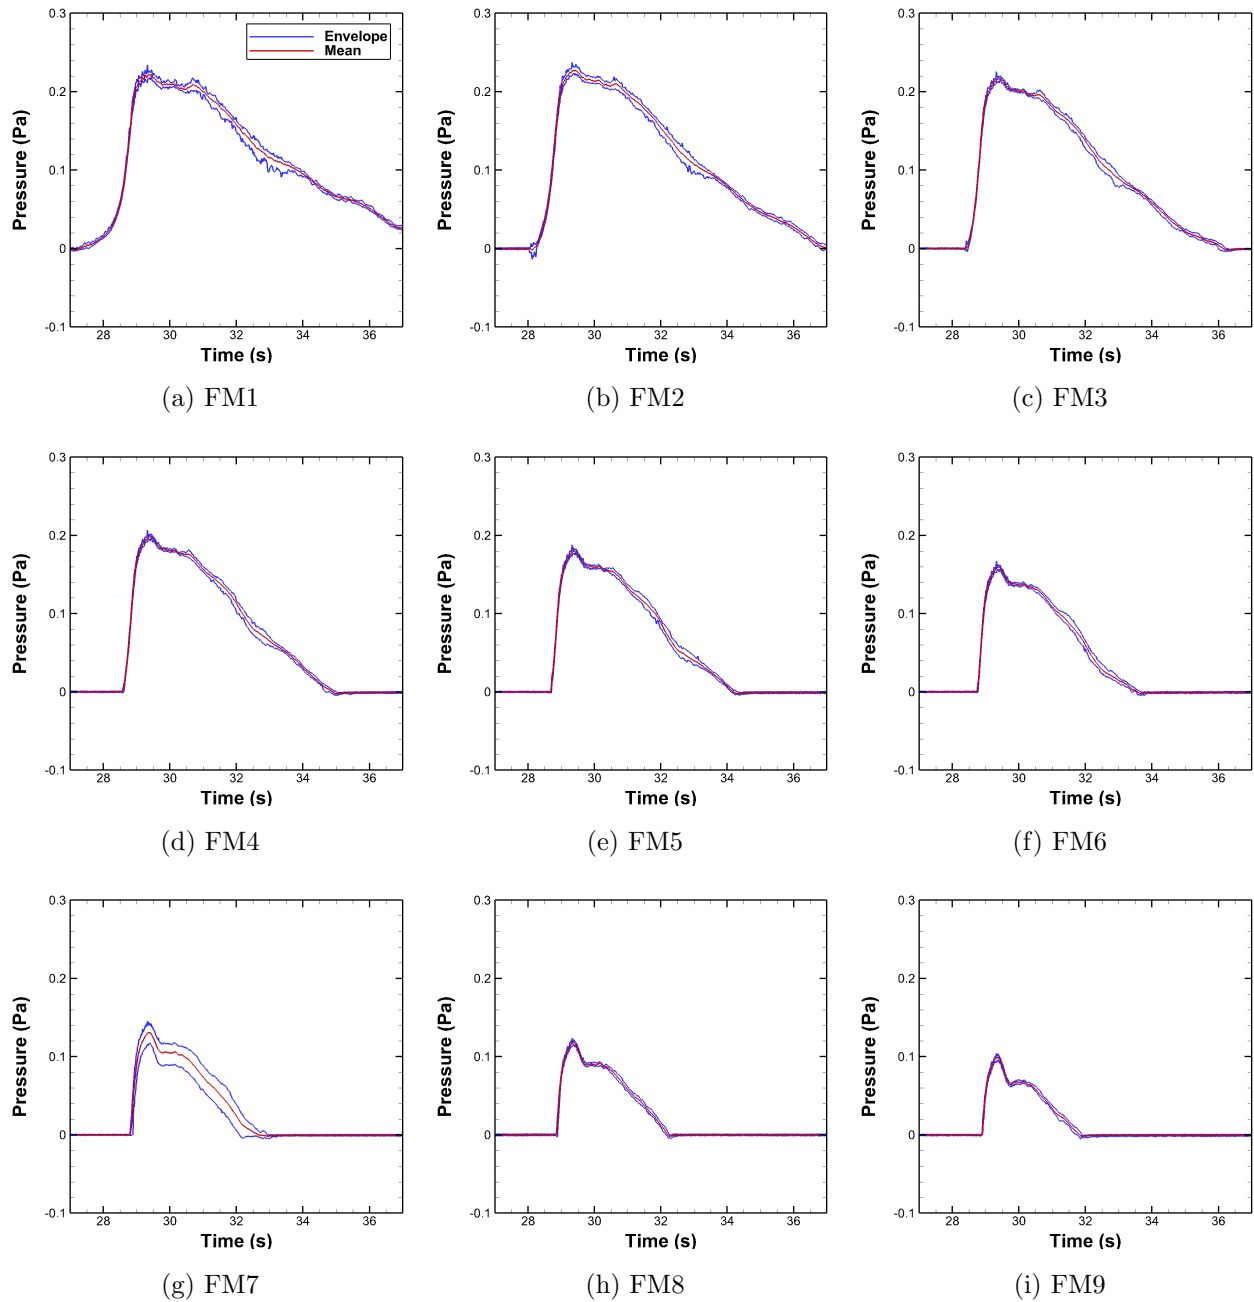 0.3
0.2
0.1
0
-0.1
Pressure (Pa)
Envelope
Mean
28 30 32 34 36
Time (s)
(a) FM1
0.3
0.2
0.1
0
-0.1
Pressure (Pa)
28 30 32 34 36
Time (s)
(b) FM2
0.3
0.2
0.1
0
-0.1
Pressure (Pa)
28 30 32 34 36
Time (s)
(c) FM3
0.3
0.2
0.1
0
-0.1
Pressure (Pa)
28 30 32 34 36
Time (s)
(d) FM4
0.3
0.2
0.1
0
-0.1
Pressure (Pa)
28 30 32 34 36
Time (s)
(e) FM5
0.3
0.2
0.1
0
-0.1
Pressure (Pa)
28 30 32 34 36
Time (s)
(f) FM6
0.3
0.2
0.1
0
-0.1
Pressure (Pa)
28 30 32 34 36
Time (s)
(g) FM7
0.3
0.2
0.1
0
-0.1
Pressure (Pa)
28 30 32 34 36
Time (s)
(h) FM8
0.3
0.2
0.1
0
-0.1
Pressure (Pa)
28 30 32 34 36
Time (s)
(i) FM9